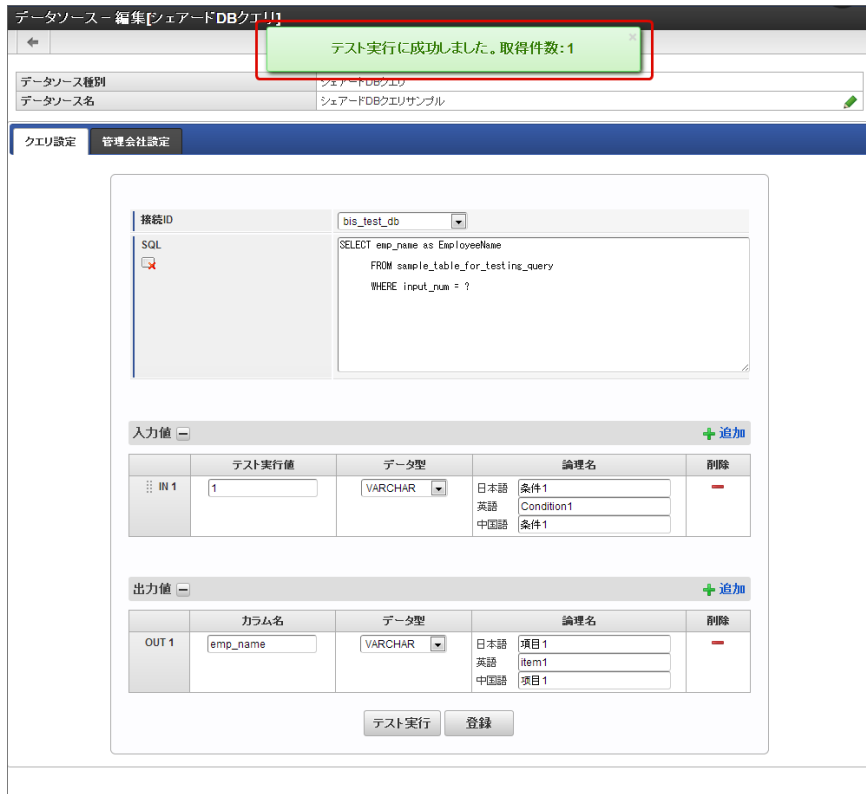 データソース - 編集[シェアードDBクエリ]
テスト実行に成功しました。取得件数:1
×
データソース種別 シェアードDBクエリ
データソース名 シェアードDBクエリサンプル
クエリ設定 管理会社設定
接続ID bis_test_db
SQL SELECT emp_name as EmployeeName
FROM sample_table_for_testing_query
WHERE input_num = ?
入力値 追加
テスト実行値 データ型 論理名 削除
IN 1 1 VARCHAR 日本語 条件1
英語 Condition1
中国語 条件1
出力値 追加
カラム名 データ型 論理名 削除
OUT 1 emp_name VARCHAR 日本語 項目1
英語 item1
中国語 项目1
テスト実行 登録